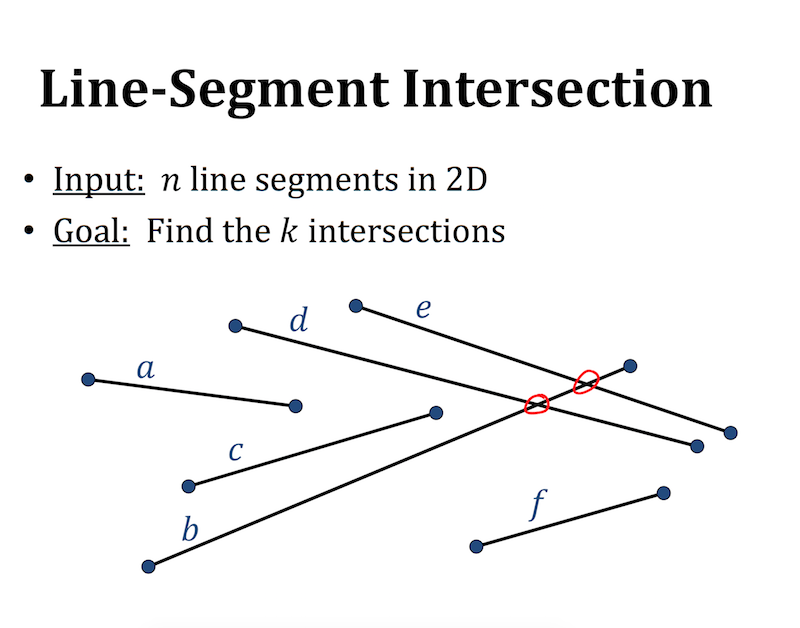 Line-Segment Intersection
• Input: n line segments in 2D
• Goal: Find the k intersections
e
d
a
c
f
b